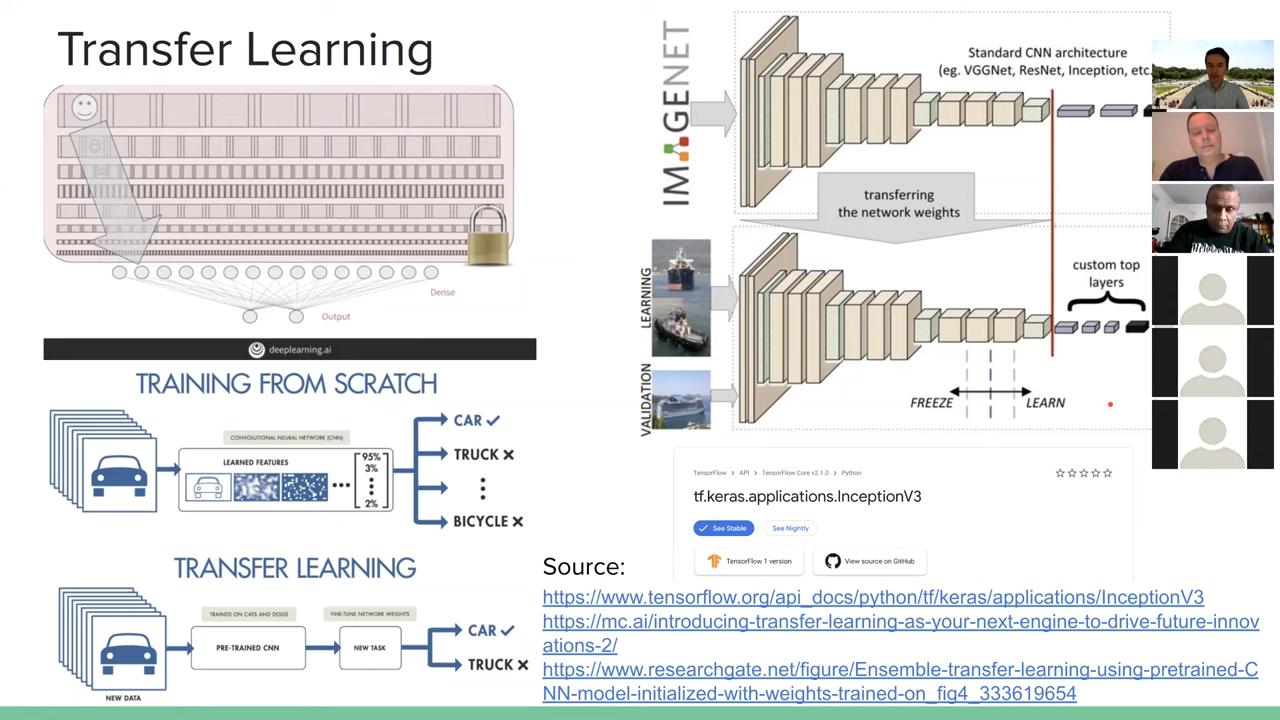 Transfer Learning
Dense
Output
deeplearning.ai
TRAINING FROM SCRATCH
CONVOLUTIONAL NEURAL NETWORK (CNN)
LEARNED FEATURES
95%
3%
2%
CAR ✓
TRUCK ×
BICYCLE ×
TRANSFER LEARNING
TRAINED ON CATS AND DOGS
FINE-TUNE NETWORK WEIGHTS
PRE-TRAINED CNN
NEW TASK
CAR ✓
TRUCK ×
NEW DATA
IMAGENET
Standard CNN architecture
(eg. VGGNet, ResNet, Inception, etc.
transferring
the network weights
LEARNING
VALIDATION
custom top
layers
FREEZE
LEARN
TensorFlow > API > TensorFlow Core v2.1.0 > Python
tf.keras.applications.InceptionV3
See Stable
See Nightly
TensorFlow 1 version
View source on GitHub
Source:
https://www.tensorflow.org/api_docs/python/tf/keras/applications/InceptionV3
https://mc.ai/introducing-transfer-learning-as-your-next-engine-to-drive-future-innov
ations-2/
https://www.researchgate.net/figure/Ensemble-transfer-learning-using-pretrained-C
NN-model-initialized-with-weights-trained-on_fig4_333619654